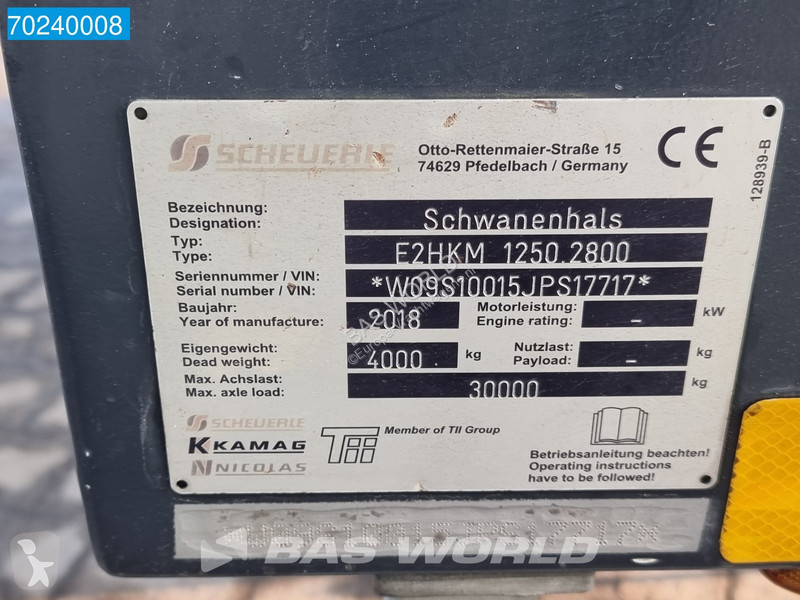 70240008
SCHEUERLE
Otto-Rettenmaier-Straße 15
74629 Pfedelbach / Germany
CE
128939-B
Bezeichnung:
Designation:
Schwanenhals
Typ:
Type:
E2HKM 1250.2800
Seriennummer / VIN:
Serial number / VIN:
*W09S10015JPS17717*
Baujahr:
Year of manufacture:
2018
Motorleistung:
Engine rating:
-
kW
Eigengewicht:
Dead weight:
4000
kg
Nutzlast:
Payload:
-
kg
Max. Achslast:
Max. axle load:
30000
kg
SCHEUERLE
KAMAG
NICOLAS
TII
Member of TII Group
Betriebsanleitung beachten!
Operating instructions
have to be followed!
BAS WORLD
BAS WORLD